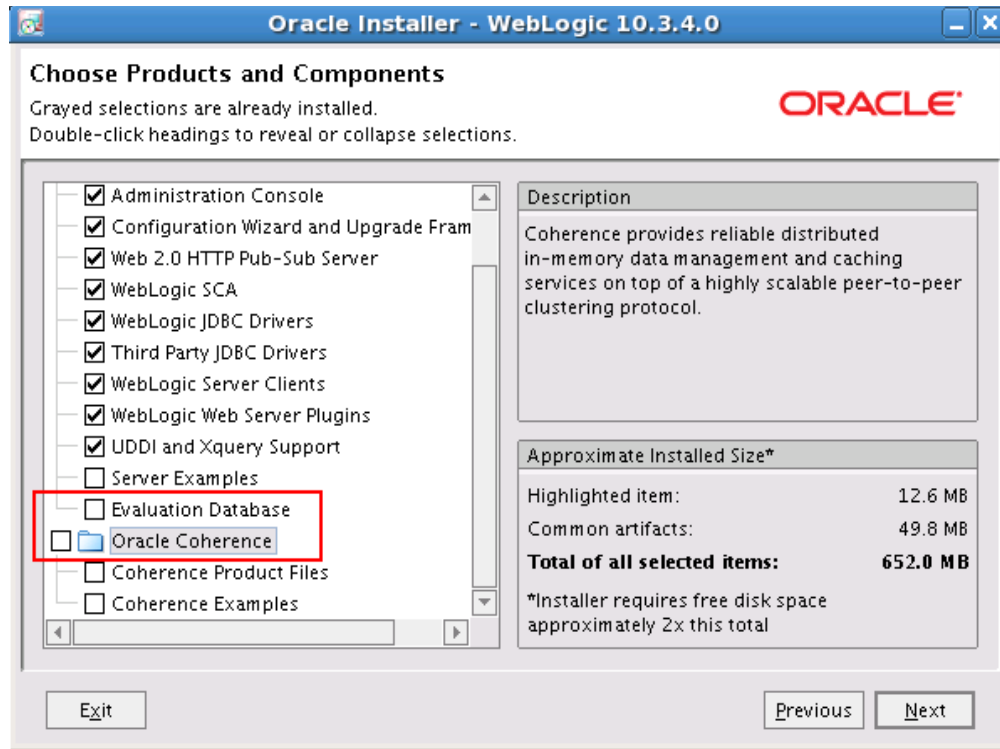 Oracle Installer - WebLogic 10.3.4.0
Choose Products and Components
Grayed selections are already installed.
Double-click headings to reveal or collapse selections.
ORACLE
Administration Console
Configuration Wizard and Upgrade Fram
Web 2.0 HTTP Pub-Sub Server
WebLogic SCA
WebLogic JDBC Drivers
Third Party JDBC Drivers
WebLogic Server Clients
WebLogic Web Server Plugins
UDDI and Xquery Support
Server Examples
Evaluation Database
Oracle Coherence
Coherence Product Files
Coherence Examples
Description
Coherence provides reliable distributed
in-memory data management and caching
services on top of a highly scalable peer-to-peer
clustering protocol.
Approximate Installed Size*
Highlighted item: 12.6 MB
Common artifacts: 49.8 MB
Total of all selected items: 652.0 MB
*Installer requires free disk space
approximately 2x this total
Exit
Previous
Next